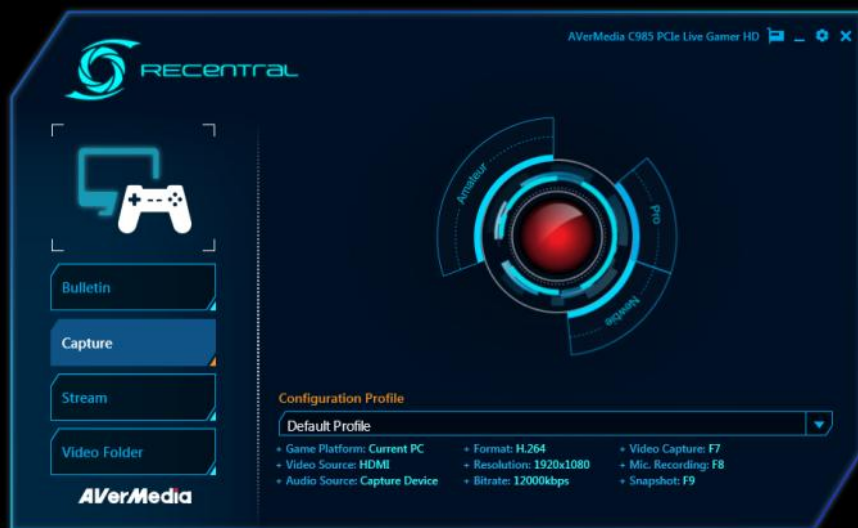 AVerMedia C985 PCIe Live Gamer HD
RECENTRAL
Amateur
Pro
Newbie
Bulletin
Capture
Stream
Video Folder
AVerMedia
Configuration Profile
Default Profile
+ Game Platform: Current PC
+ Format: H.264
+ Video Capture: F7
+ Video Source: HDMI
+ Resolution: 1920x1080
+ Mic. Recording: F8
+ Audio Source: Capture Device
+ Bitrate: 12000kbps
+ Snapshot: F9